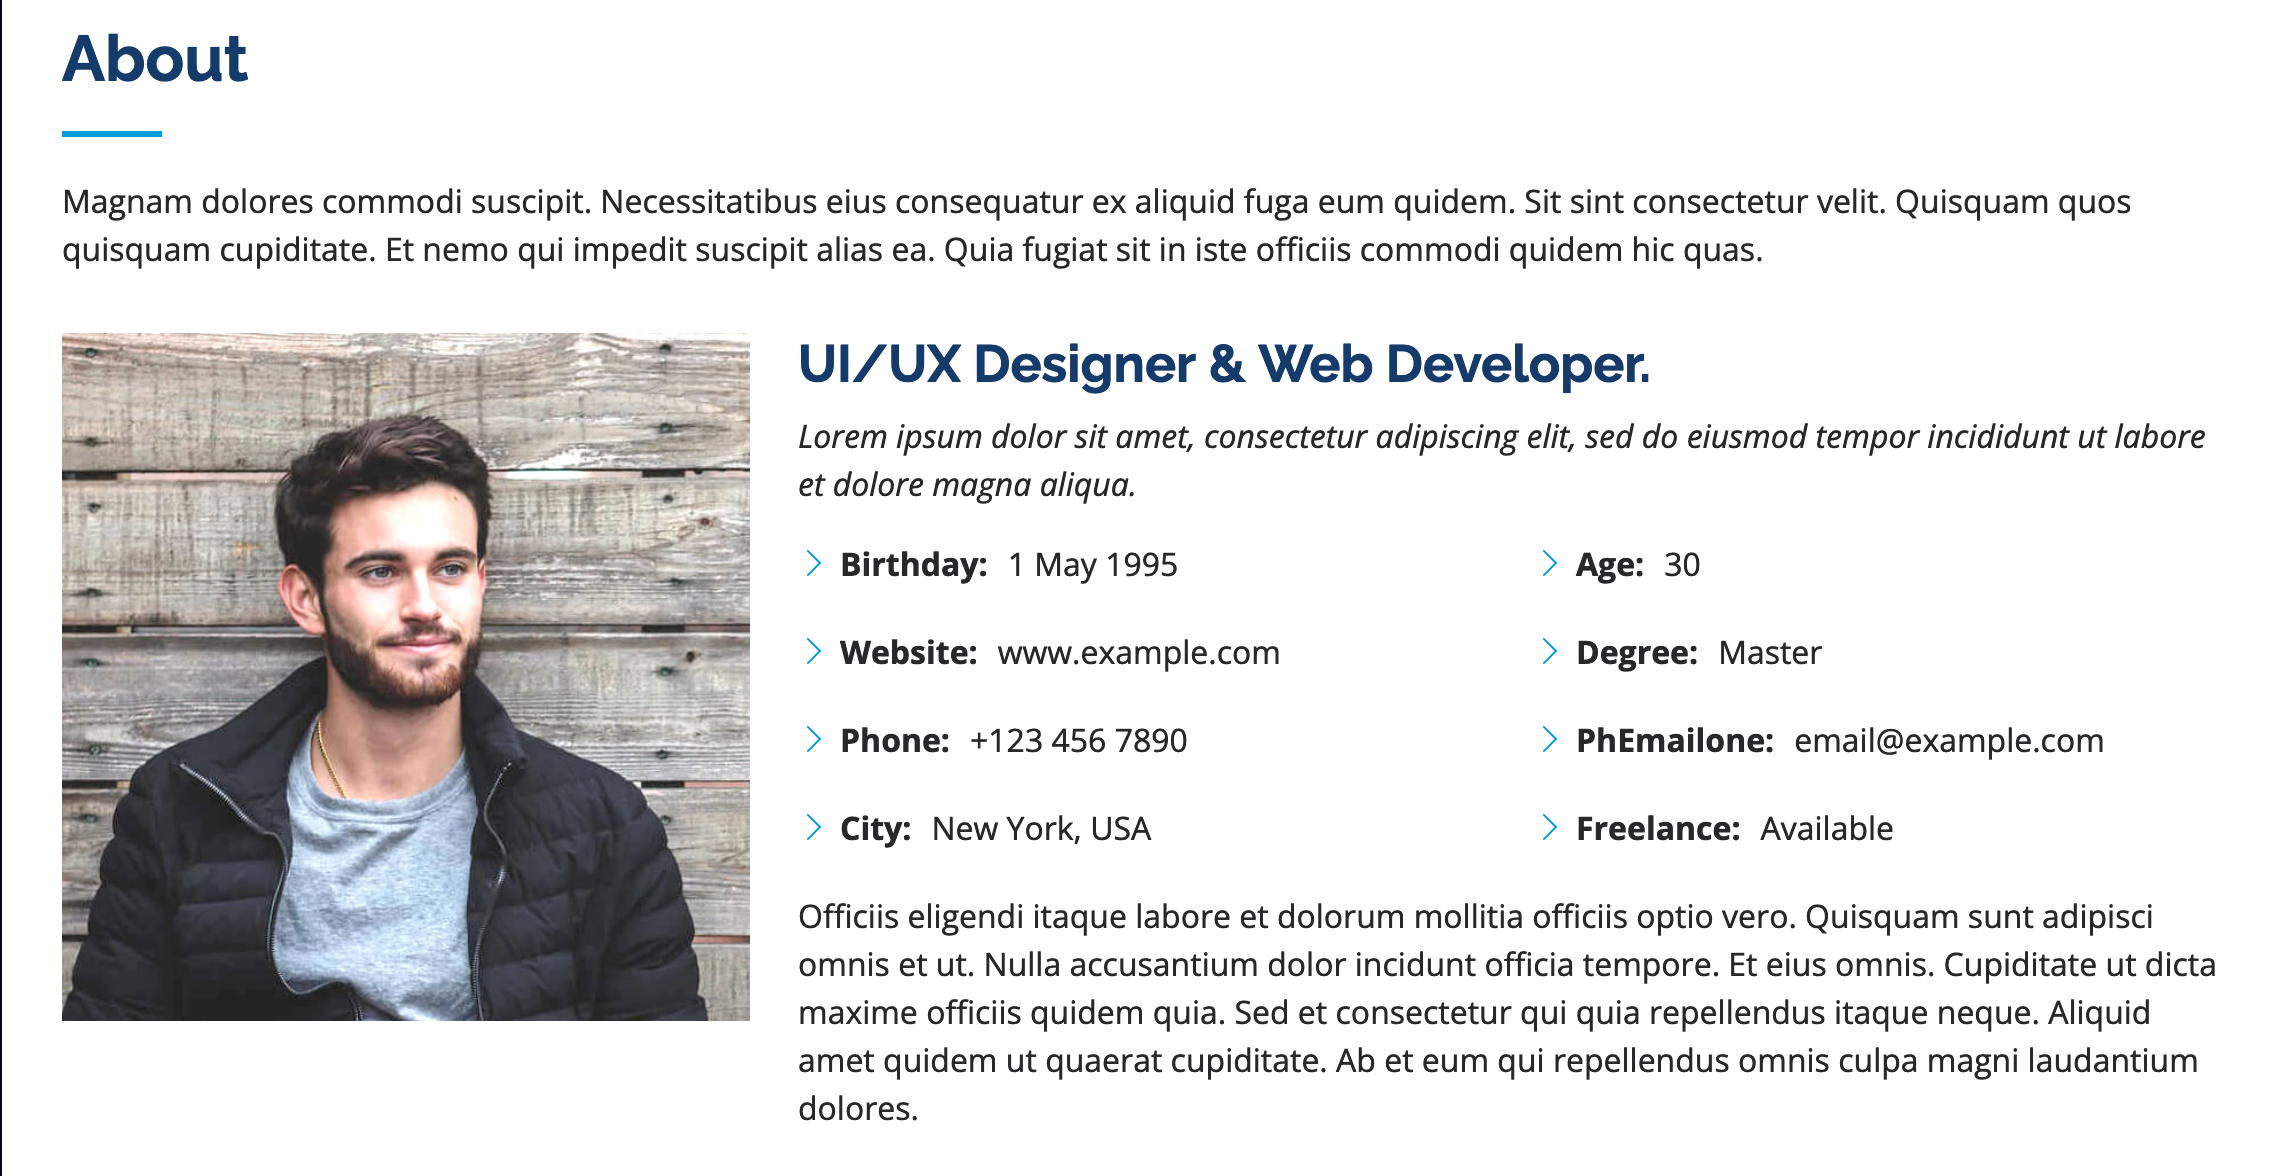 About
Magnam dolores commodi suscipit. Necessitatibus eius consequatur ex aliquid fuga eum quidem. Sit sint consectetur velit. Quisquam quos
quisquam cupiditate. Et nemo qui impedit suscipit alias ea. Quia fugiat sit in iste officiis commodi quidem hic quas.
UI/UX Designer & Web Developer.
Lorem ipsum dolor sit amet, consectetur adipiscing elit, sed do eiusmod tempor incididunt ut labore
et dolore magna aliqua.
Birthday: 1 May 1995
Website: www.example.com
Phone: +123 456 7890
City: New York, USA
Age: 30
Degree: Master
PhEmailone: email@example.com
Freelance: Available
Officiis eligendi itaque labore et dolorum mollitia officiis optio vero. Quisquam sunt adipisci
omnis et ut. Nulla accusantium dolor incidunt officia tempore. Et eius omnis. Cupiditate ut dicta
maxime officiis quidem quia. Sed et consectetur qui quia repellendus itaque neque. Aliquid
amet quidem ut quaerat cupiditate. Ab et eum qui repellendus omnis culpa magni laudantium
dolores.